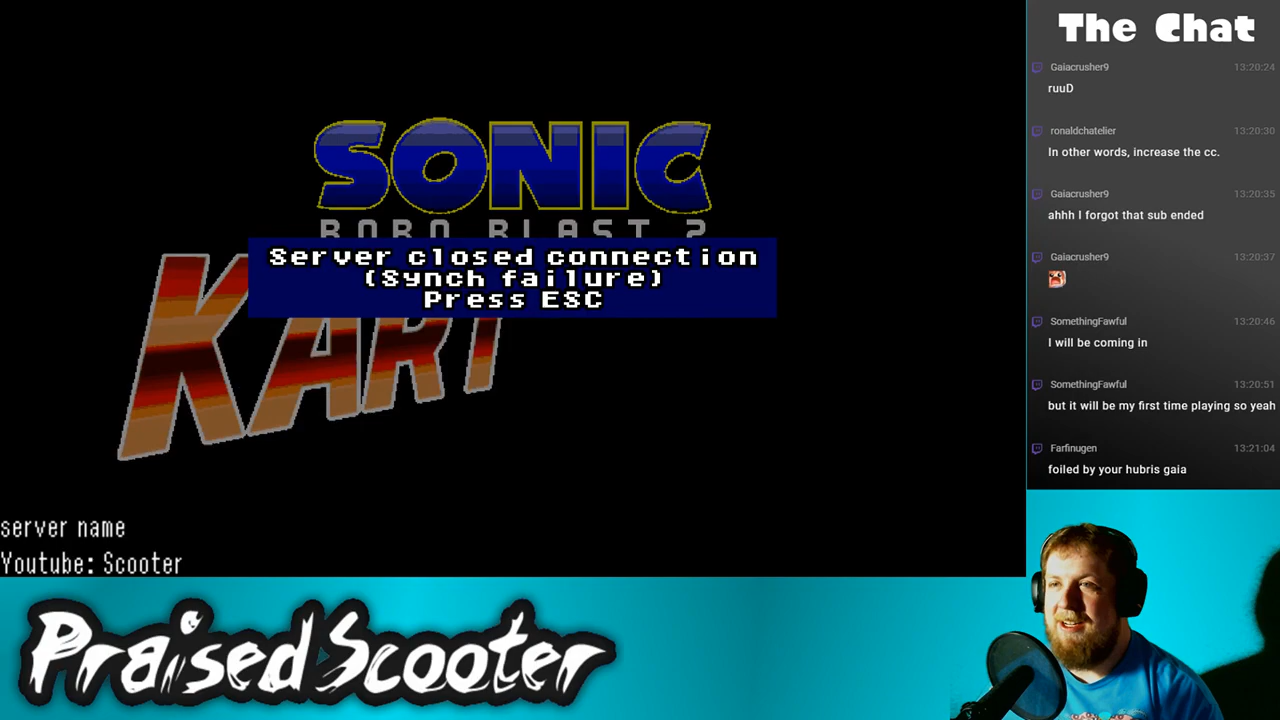 SONIC
ROBO BLAST 2
KART
Server closed connection
(Synch failure)
Press ESC
server name
Youtube: Scooter
PraisedScooter
The Chat
Gaiacrusher9 13:20:24
ruuD
ronaldchatelier 13:20:30
In other words, increase the cc.
Gaiacrusher9 13:20:35
ahhh I forgot that sub ended
Gaiacrusher9 13:20:37
SomethingFawful 13:20:46
I will be coming in
SomethingFawful 13:20:51
but it will be my first time playing so yeah
Farfinugen 13:21:04
foiled by your hubris gaia